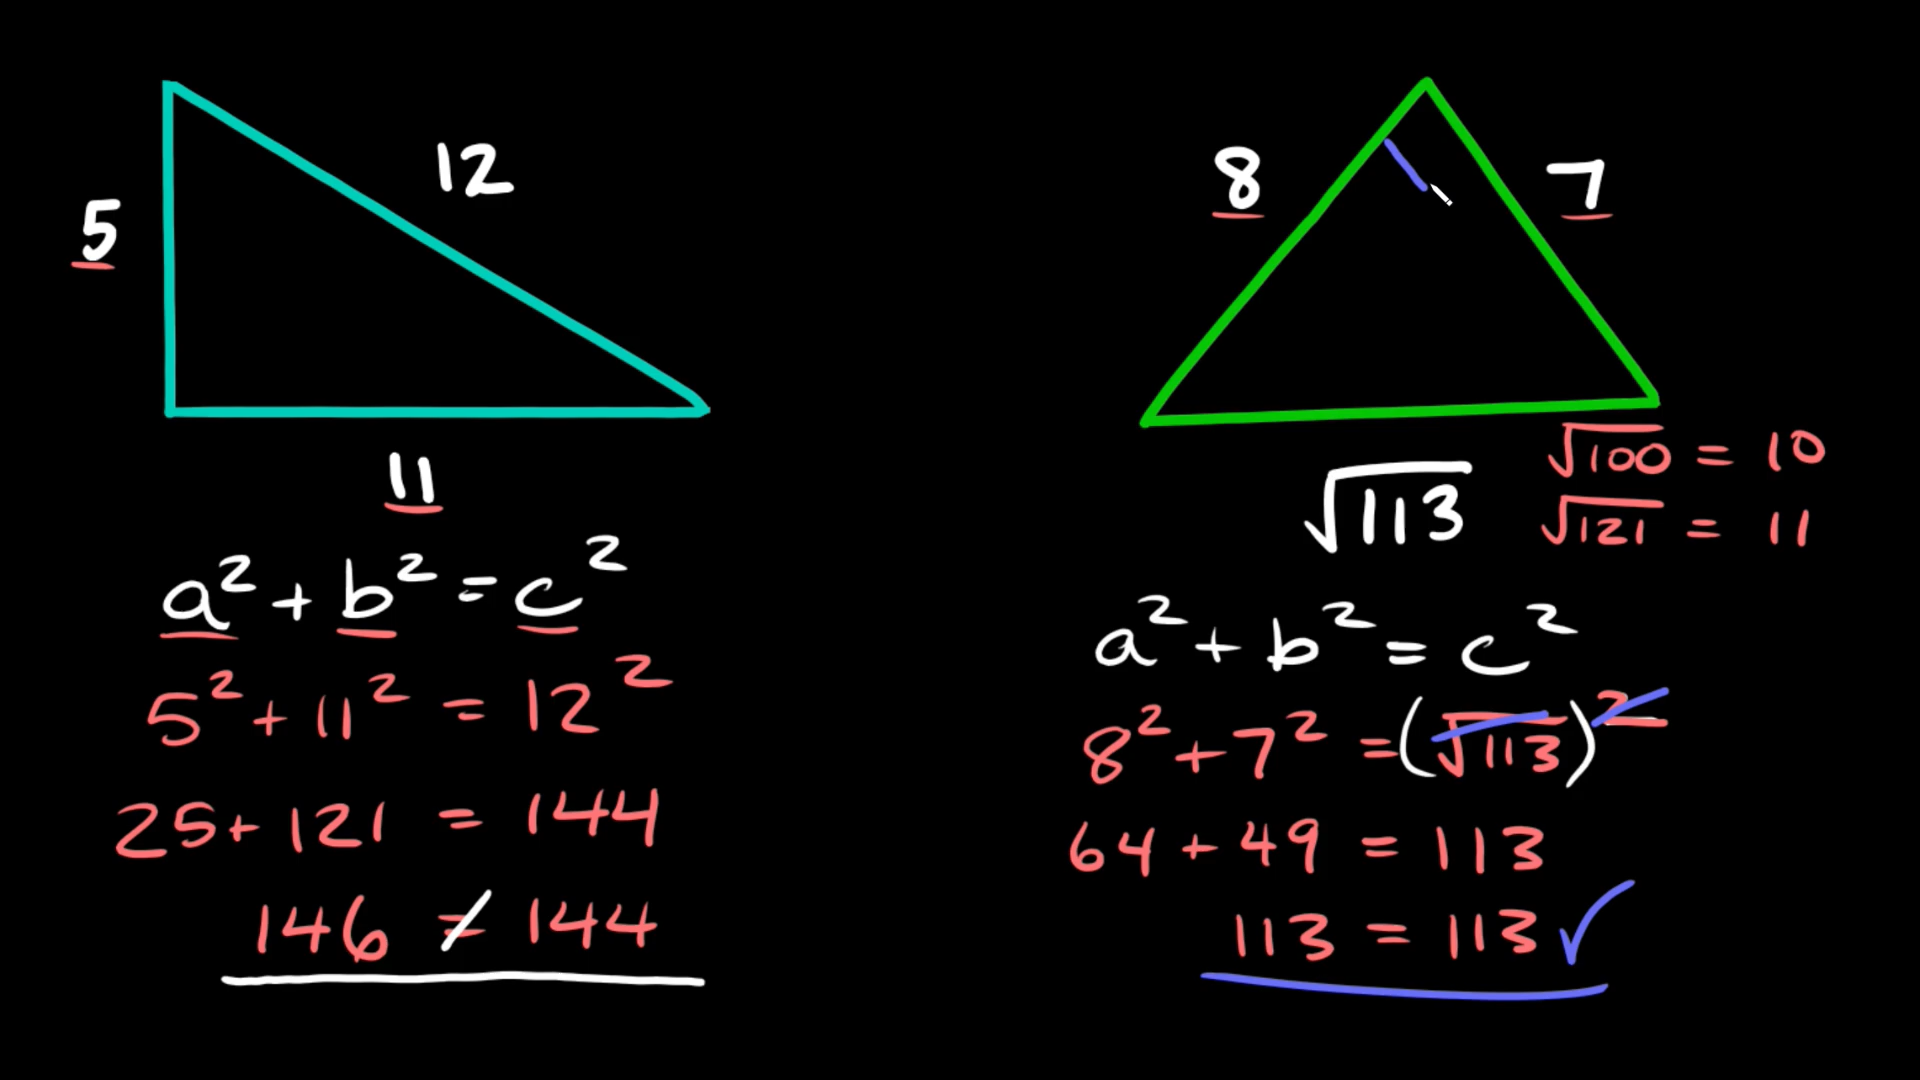 5
12
11
a² + b² = c²
5² + 11² = 12²
25 + 121 = 144
146 ≠ 144
8
7
√113
√100 = 10
√121 = 11
a² + b² = c²
8² + 7² = (√113)²
64 + 49 = 113
113 = 113 ✓